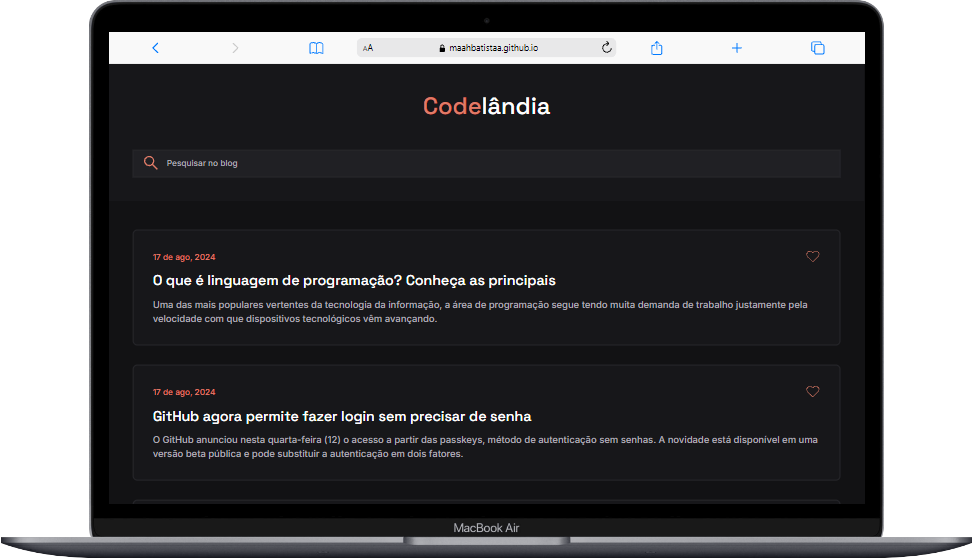 AA
maahbatistaa.github.io
Codelândia
Pesquisar no blog
17 de ago, 2024
O que é linguagem de programação? Conheça as principais
Uma das mais populares vertentes da tecnologia da informação, a área de programação segue tendo muita demanda de trabalho justamente pela
velocidade com que dispositivos tecnológicos vêm avançando.
17 de ago, 2024
GitHub agora permite fazer login sem precisar de senha
O GitHub anunciou nesta quarta-feira (12) o acesso a partir das passkeys, método de autenticação sem senhas. A novidade está disponível em uma
versão beta pública e pode substituir a autenticação em dois fatores.
MacBook Air